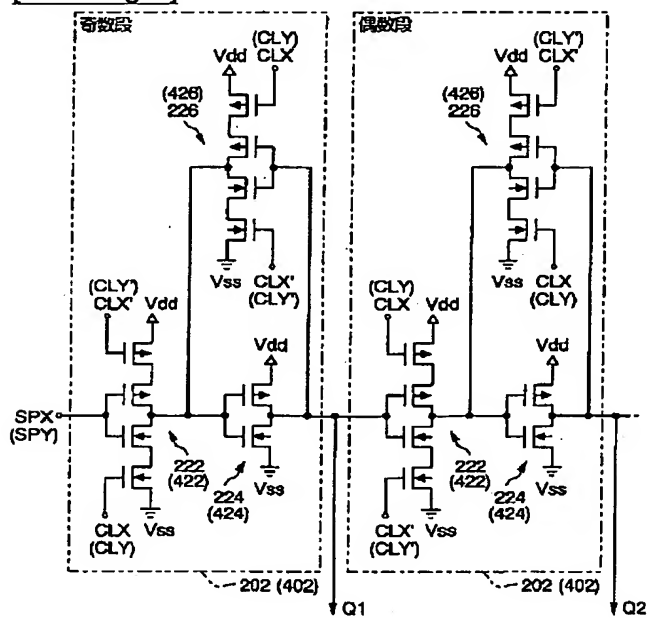 奇数段
偶数段
(CLY)
CLX
Vdd
(CLY')
CLX'
Vdd
(426)
226
(426)
226
Vss
CLX'
(CLY')
Vss
CLX
(CLY)
(CLY')
CLX'
Vdd
(CLY)
CLX
Vdd
Vdd
Vdd
SPX
(SPY)
222
(422)
224
(424)
Vss
222
(422)
224
(424)
Vss
CLX
(CLY)
Vss
CLX'
(CLY')
Vss
202 (402)
202 (402)
Q1
Q2